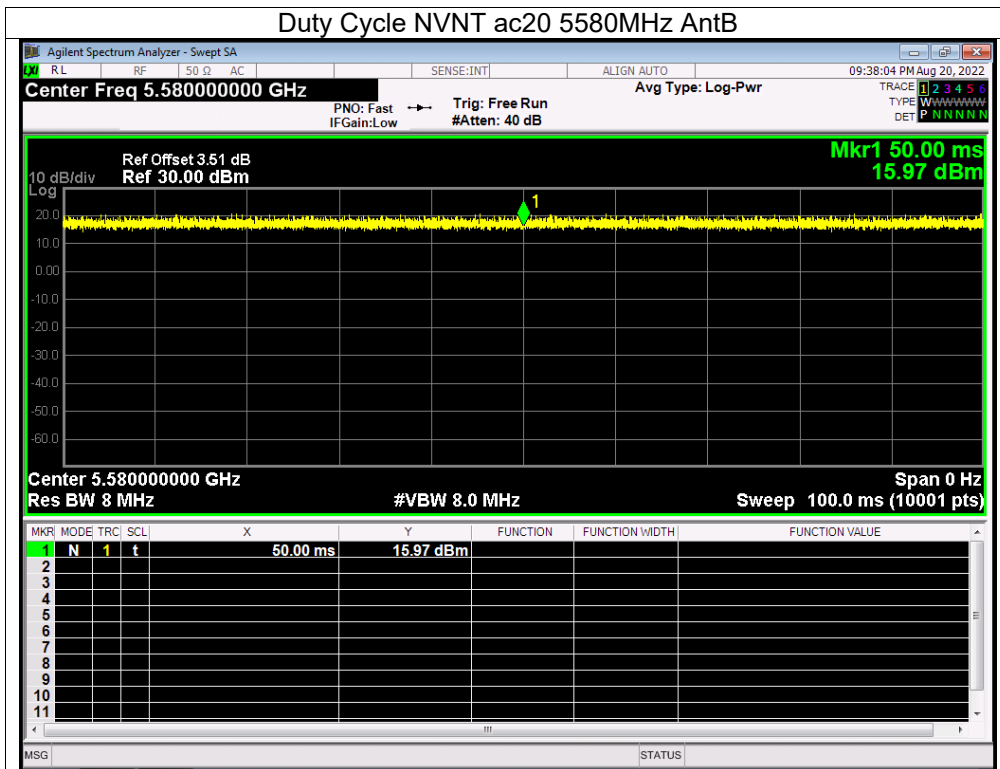 Duty Cycle NVNT ac20 5580MHz AntB
Agilent Spectrum Analyzer - Swept SA
LXI RL RF 50 Ω AC SENSE:INT ALIGN AUTO 09:38:04 PM Aug 20, 2022
Center Freq 5.580000000 GHz Avg Type: Log-Pwr TRACE 1 2 3 4 5 6
PNO: Fast Trig: Free Run TYPE WWWWWWW
IFGain:Low #Atten: 40 dB DET P N N N N N
Mkr1 50.00 ms
Ref Offset 3.51 dB
10 dB/div Ref 30.00 dBm 15.97 dBm
Log
1
20.0
10.0
0.00
-10.0
-20.0
-30.0
-40.0
-50.0
-60.0
Center 5.580000000 GHz Span 0 Hz
Res BW 8 MHz #VBW 8.0 MHz Sweep 100.0 ms (10001 pts)
MKR MODE TRC SCL X Y FUNCTION FUNCTION WIDTH FUNCTION VALUE
1 N 1 t 50.00 ms 15.97 dBm
2
3
4
5
6
7
8
9
10
11
MSG STATUS